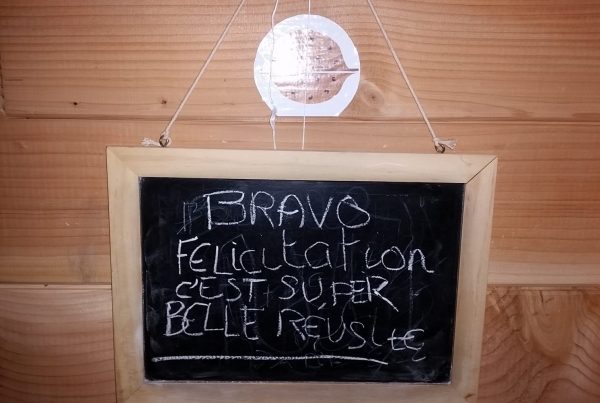 BRAVO
FELICITATION
C'EST SUPER
BELLE REUSITE